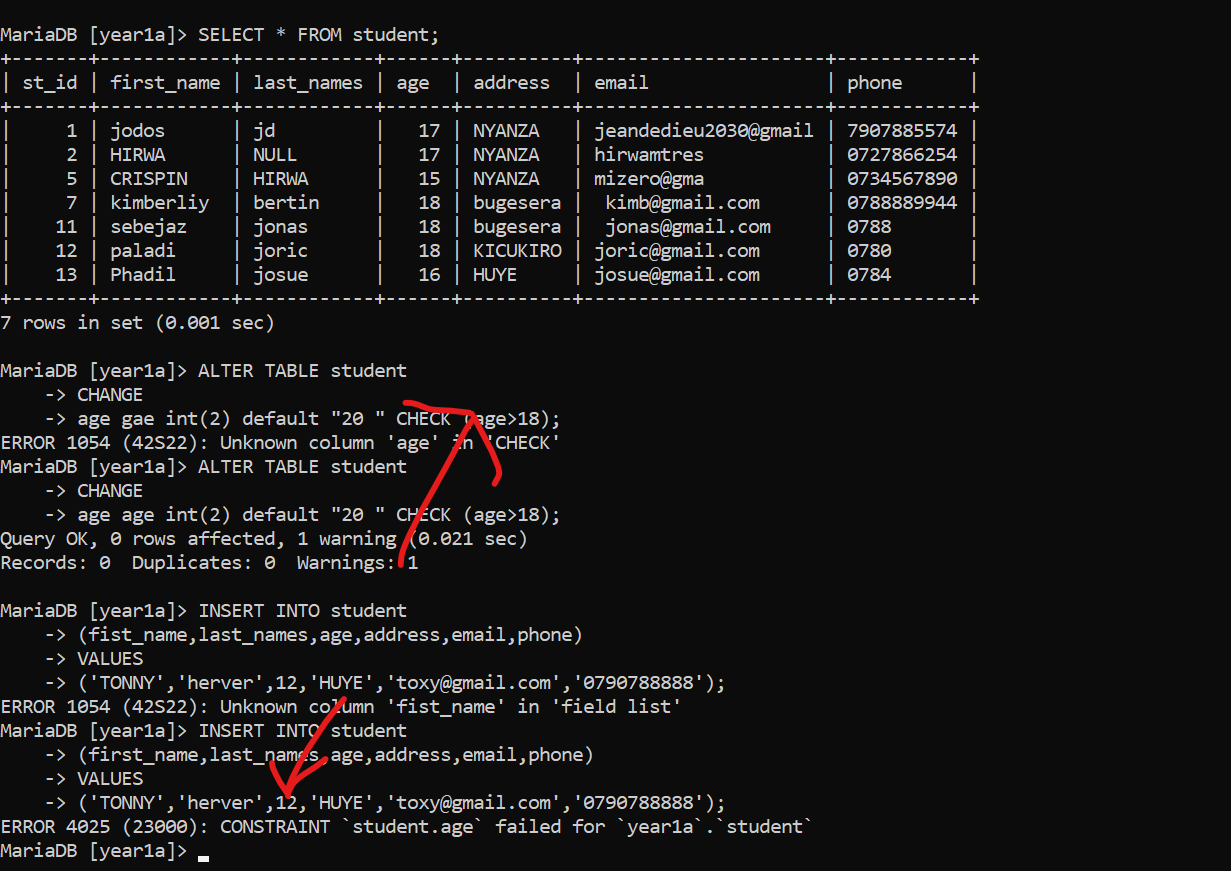 MariaDB [year1a]> SELECT * FROM student;
+-------+------------+------------+------+----------+----------------------+------------+
| st_id | first_name | last_names | age  | address  | email                | phone      |
+-------+------------+------------+------+----------+----------------------+------------+
|     1 | jodos      | jd         |   17 | NYANZA   | jeandedieu2030@gmail | 7907885574 |
|     2 | HIRWA      | NULL       |   17 | NYANZA   | hirwamtres           | 0727866254 |
|     5 | CRISPIN    | HIRWA      |   15 | NYANZA   | mizero@gma           | 0734567890 |
|     7 | kimberliy  | bertin     |   18 | bugesera |  kimb@gmail.com      | 0788889944 |
|    11 | sebejaz    | jonas      |   18 | bugesera |  jonas@gmail.com     | 0788       |
|    12 | paladi     | joric      |   18 | KICUKIRO | joric@gmail.com      | 0780       |
|    13 | Phadil     | josue      |   16 | HUYE     | josue@gmail.com      | 0784       |
+-------+------------+------------+------+----------+----------------------+------------+
7 rows in set (0.001 sec)
MariaDB [year1a]> ALTER TABLE student
    -> CHANGE
    -> age gae int(2) default "20 " CHECK (age>18);
ERROR 1054 (42S22): Unknown column 'age' in 'CHECK'
MariaDB [year1a]> ALTER TABLE student
    -> CHANGE
    -> age age int(2) default "20 " CHECK (age>18);
Query OK, 0 rows affected, 1 warning (0.021 sec)
Records: 0  Duplicates: 0  Warnings: 1
MariaDB [year1a]> INSERT INTO student
    -> (fist_name,last_names,age,address,email,phone)
    -> VALUES
    -> ('TONNY','herver',12,'HUYE','toxy@gmail.com','0790788888');
ERROR 1054 (42S22): Unknown column 'fist_name' in 'field list'
MariaDB [year1a]> INSERT INTO student
    -> (first_name,last_names,age,address,email,phone)
    -> VALUES
    -> ('TONNY','herver',12,'HUYE','toxy@gmail.com','0790788888');
ERROR 4025 (23000): CONSTRAINT `student.age` failed for `year1a`.`student`
MariaDB [year1a]>